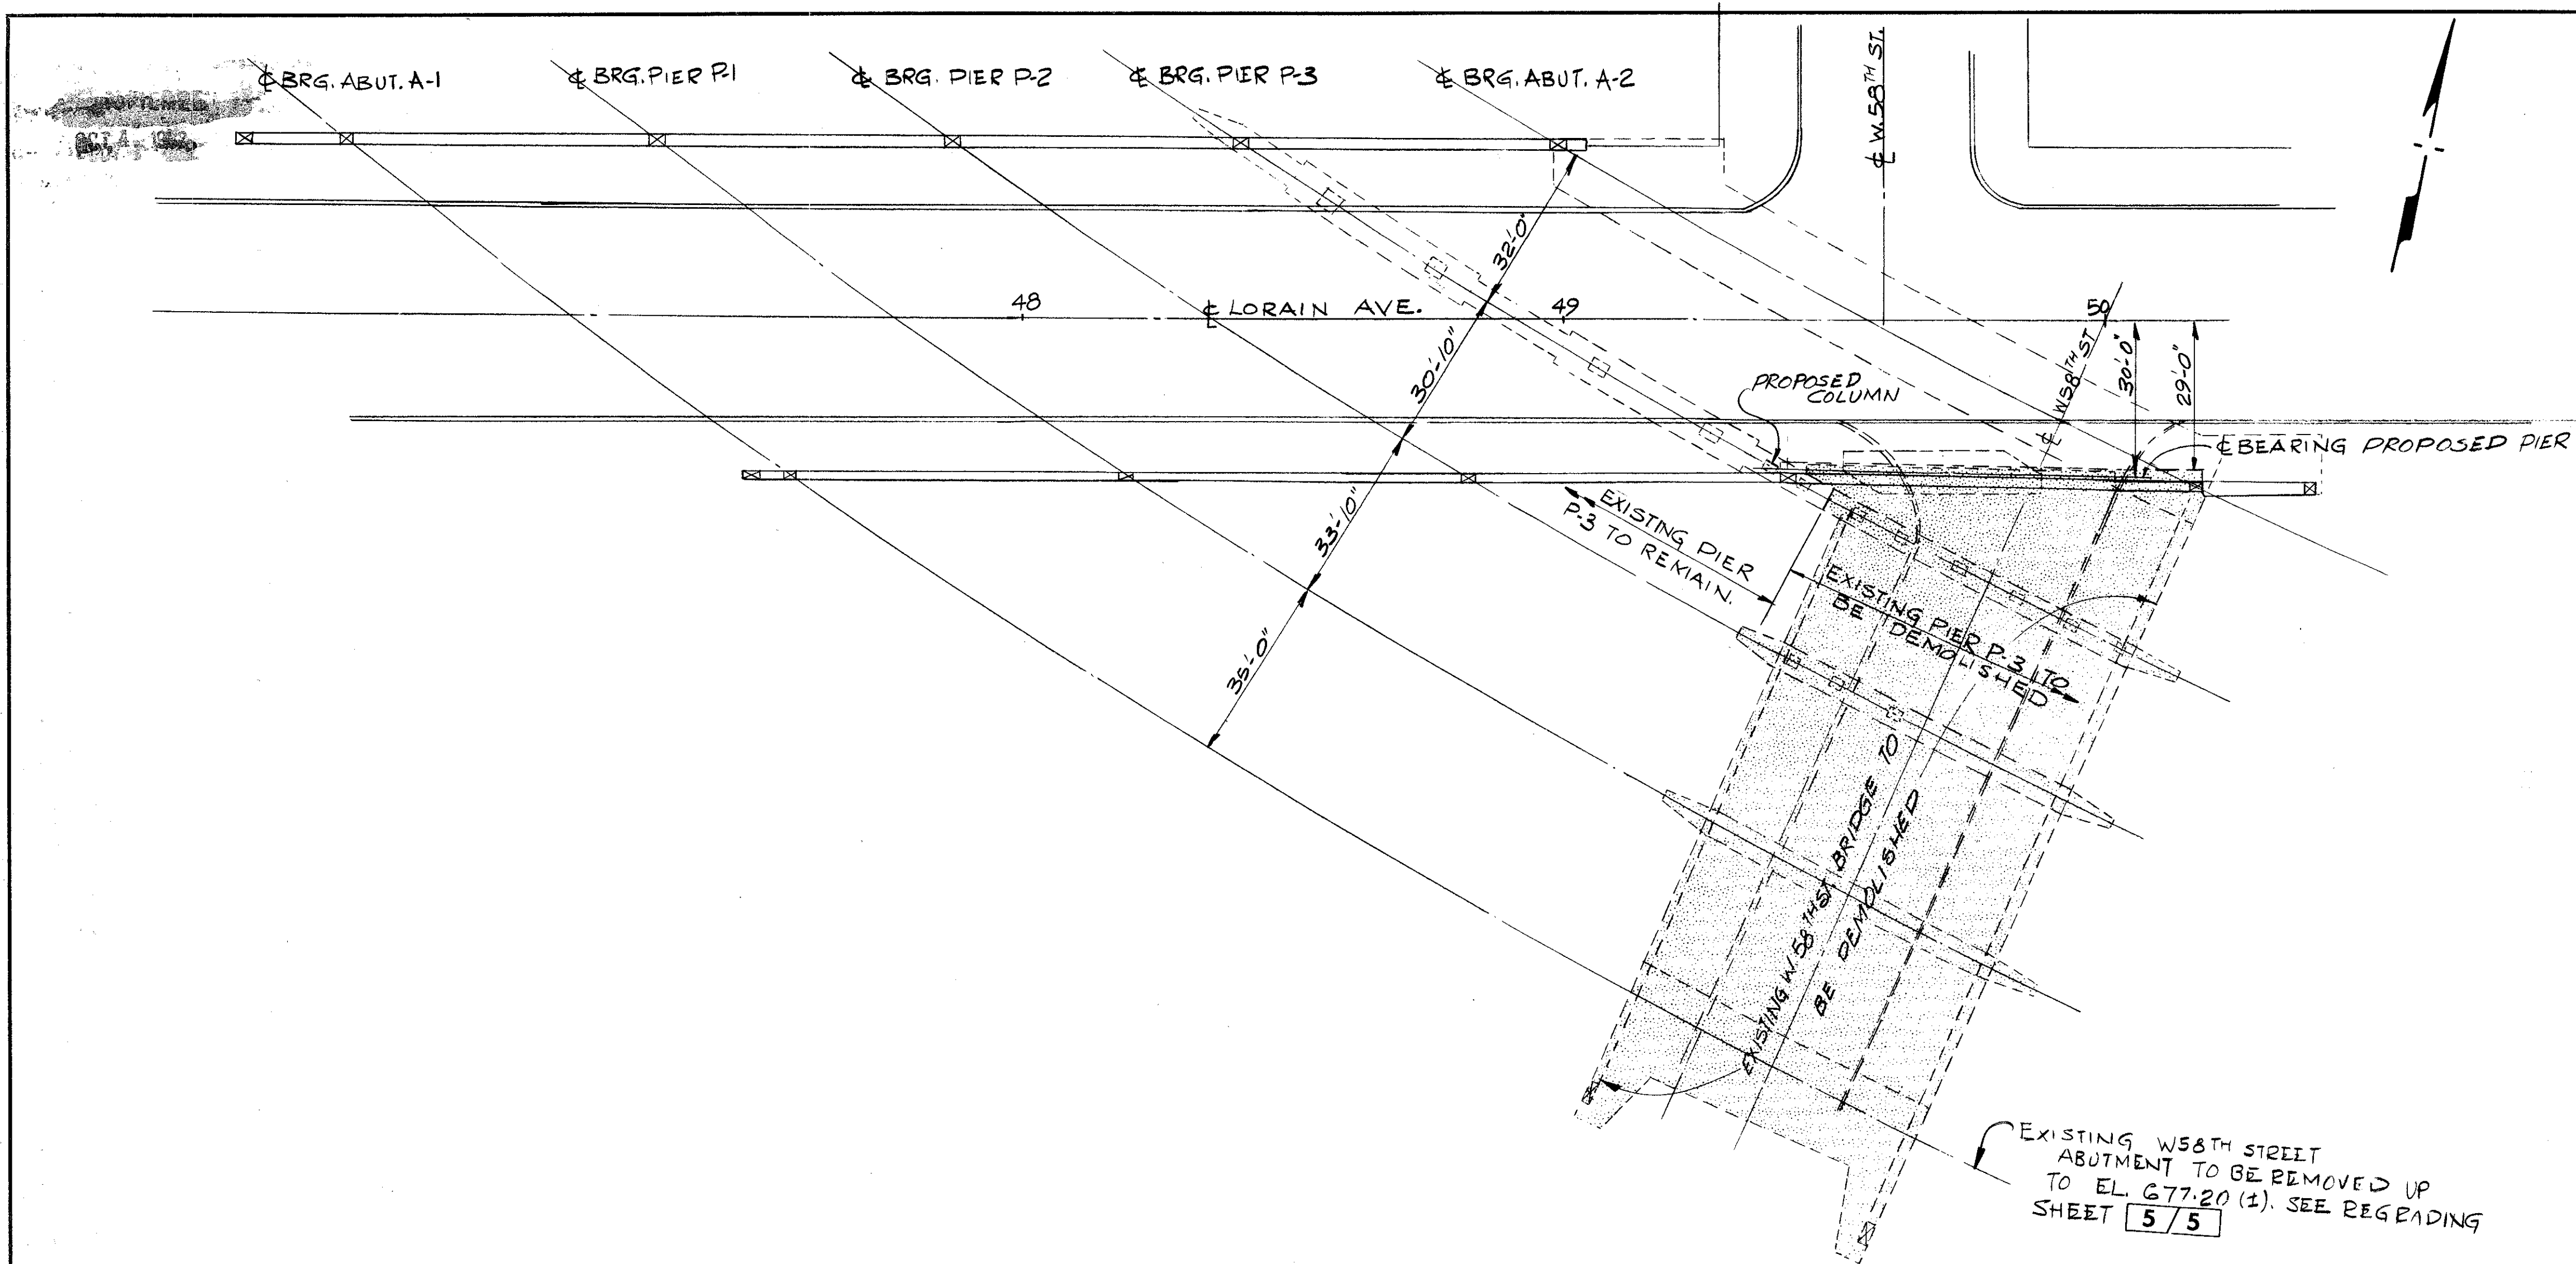 ℄ BRG. ABUT. A-1
℄ BRG. PIER P-1
℄ BRG. PIER P-2
℄ BRG. PIER P-3
℄ BRG. ABUT. A-2
℄ W. 58TH ST.
32'-0"
48
℄ LORAIN AVE.
49
50
30'-10"
PROPOSED
COLUMN
℄ W 58TH ST
30'-0"
29'-0"
℄ BEARING PROPOSED PIER
33'-10"
EXISTING PIER
P-3 TO REMAIN.
EXISTING PIER P-3 TO
BE DEMOLISHED
35'-0"
EXISTING W. 58TH ST. BRIDGE TO
BE DEMOLISHED
EXISTING W58TH STREET
ABUTMENT TO BE REMOVED UP
TO EL. 677.20 (±). SEE REGRADING
SHEET 5/5